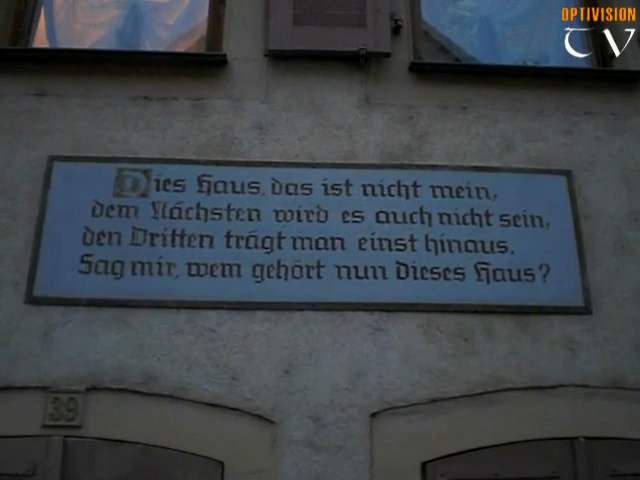 OPTIVISION
TV
Dies Haus, das ist nicht mein,
dem Nächsten wird es auch nicht sein,
den Dritten trägt man einst hinaus,
Sag mir, wem gehört nun dieses Haus?
39